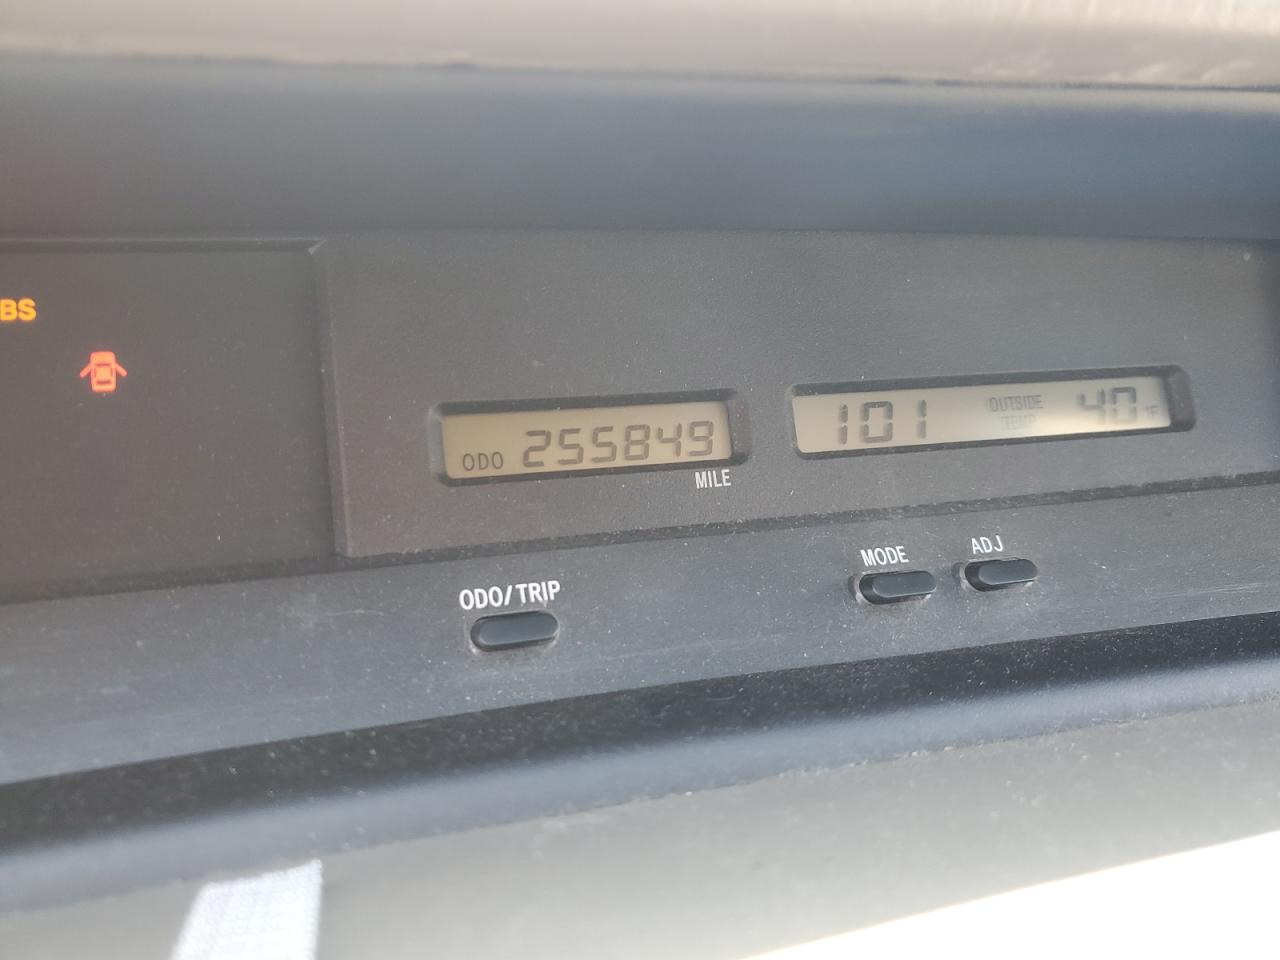 BS
ODO 255849
MILE
101 OUTSIDE TEMP 40 °F
ODO/TRIP
MODE
ADJ